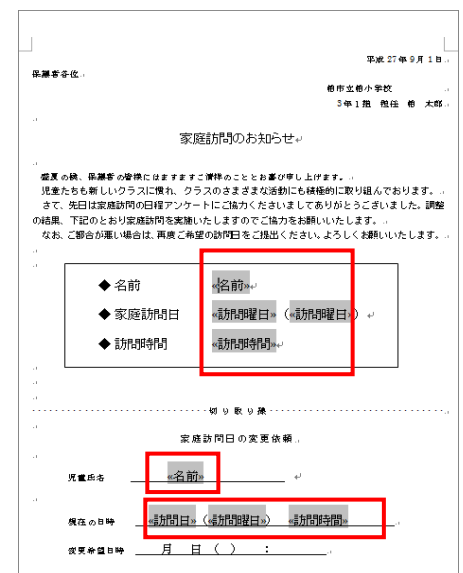 平成 27年 9月 1日
保護者各位
柏市立柏小学校
3年1組 担任 柏 太郎
家庭訪問のお知らせ
盛夏の候、保護者の皆様にはますますご清祥のこととお喜び申し上げます。
児童たちも新しいクラスに慣れ、クラスのさまざまな活動にも積極的に取り組んでおります。
さて、先日は家庭訪問の日程アンケートにご協力くださいましてありがとうございました。調整
の結果、下記のとおり家庭訪問を実施いたしますのでご協力をお願いいたします。
なお、ご都合が悪い場合は、再度ご希望の訪問日をご提出ください。よろしくお願いいたします。
◆ 名前 «名前»
◆ 家庭訪問日 «訪問曜日» («訪問曜日»)
◆ 訪問時間 «訪問時間»
切り取り線
家庭訪問日の変更依頼
児童氏名 «名前»
現在の日時 «訪問日» («訪問曜日») «訪問時間»
変更希望日時 月 日 ( ) :